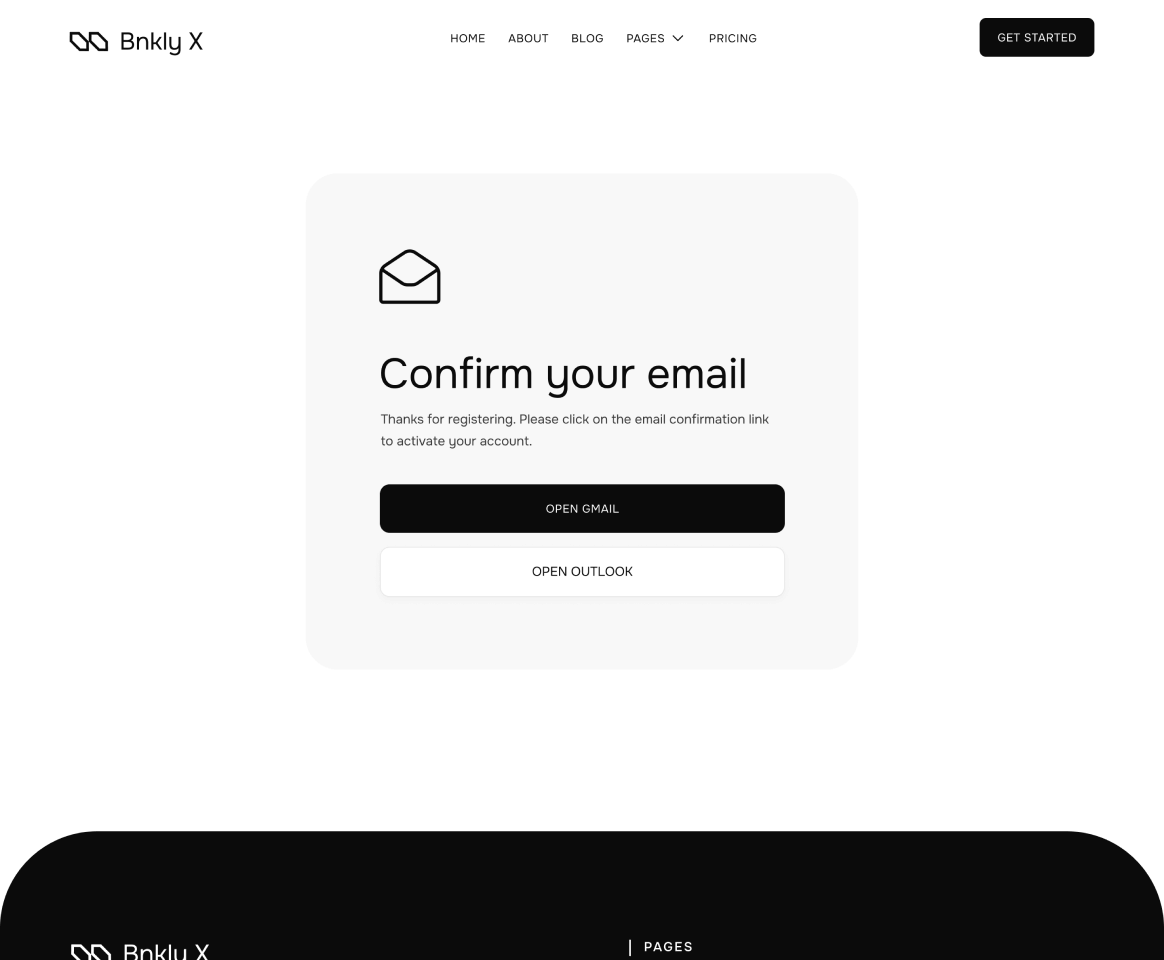 Bnkly X
HOME ABOUT BLOG PAGES PRICING
GET STARTED
Confirm your email
Thanks for registering. Please click on the email confirmation link
to activate your account.
OPEN GMAIL
OPEN OUTLOOK
Bnkly X
PAGES